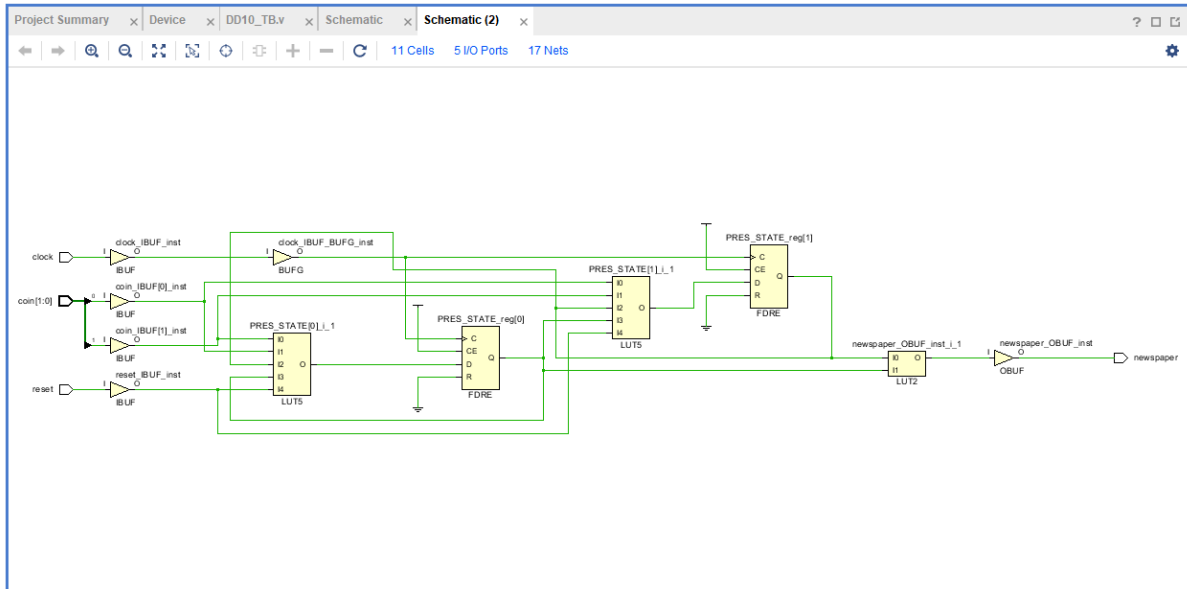 Project Summary × Device × DD10_TB.v × Schematic × Schematic (2) × ?
11 Cells 5 I/O Ports 17 Nets
clock
clock_IBUF_inst
I
O
IBUF
clock_IBUF_BUFG_inst
I
O
BUFG
coin[1:0]
0
coin_IBUF[0]_inst
I
O
IBUF
1
coin_IBUF[1]_inst
I
O
IBUF
reset
reset_IBUF_inst
I
O
IBUF
PRES_STATE[0]_i_1
I0
I1
I2
I3
I4
O
LUT5
PRES_STATE_reg[0]
C
CE
D
R
Q
FDRE
PRES_STATE[1]_i_1
I0
I1
I2
I3
I4
O
LUT5
PRES_STATE_reg[1]
C
CE
D
R
Q
FDRE
newspaper_OBUF_inst_i_1
I0
I1
O
LUT2
newspaper_OBUF_inst
I
O
OBUF
newspaper